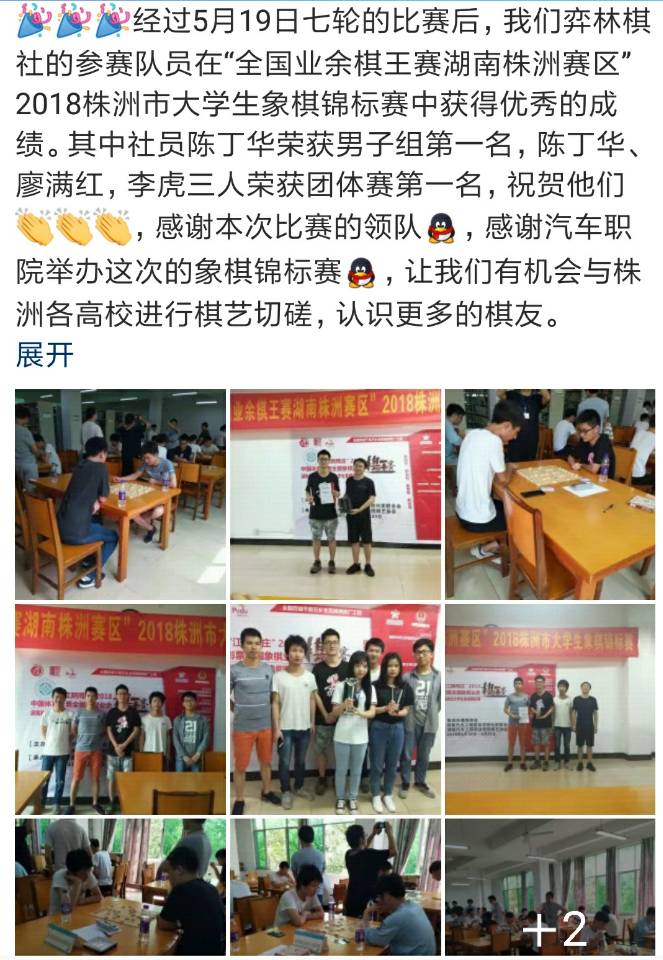 经过5月19日七轮的比赛后，我们弈林棋
社的参赛队员在“全国业余棋王赛湖南株洲赛区”
2018株洲市大学生象棋锦标赛中获得优秀的成
绩。其中社员陈丁华荣获男子组第一名，陈丁华、
廖满红，李虎三人荣获团体赛第一名，祝贺他们
，感谢本次比赛的领队，感谢汽车职
院举办这次的象棋锦标赛，让我们有机会与株
洲各高校进行棋艺切磋，认识更多的棋友。
展开
业余棋王赛湖南株洲赛区”2018株洲
赛湖南株洲赛区”2018株洲市大
洲赛区”2018株洲市大学生象棋锦标赛
21
+2